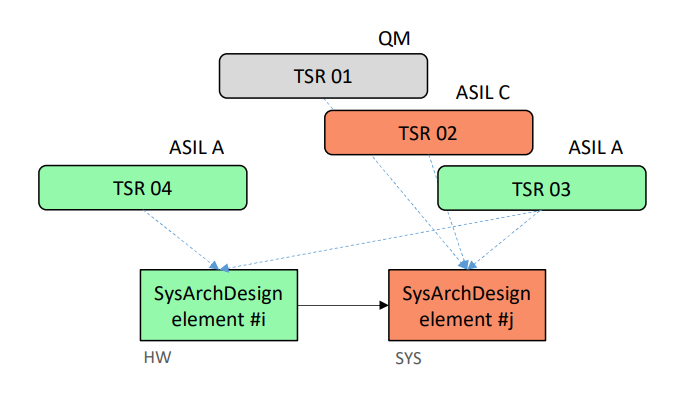 QM
TSR 01
ASIL C
TSR 02
ASIL A
TSR 04
ASIL A
TSR 03
SysArchDesign
element #i
SysArchDesign
element #j
HW
SYS